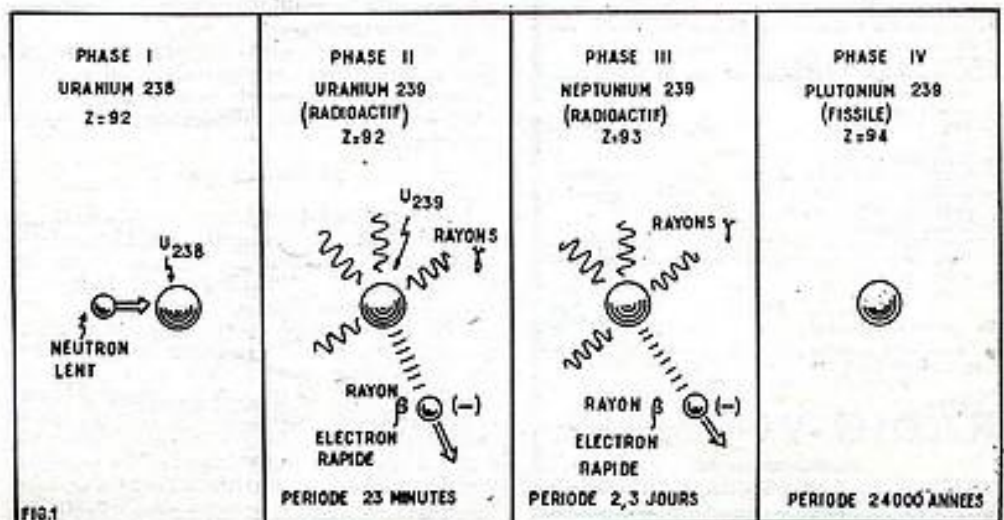 PHASE I
URANIUM 238
Z=92
U238
NEUTRON
LENT
FIG.1
PHASE II
URANIUM 239
(RADIOACTIF)
Z=92
U239
RAYONS γ
RAYON β
(-)
ELECTRON
RAPIDE
PERIODE 23 MINUTES
PHASE III
NEPTUNIUM 239
(RADIOACTIF)
Z=93
RAYONS γ
RAYON β
(-)
ELECTRON
RAPIDE
PERIODE 2,3 JOURS
PHASE IV
PLUTONIUM 239
(FISSILE)
Z=94
PERIODE 24000 ANNEES